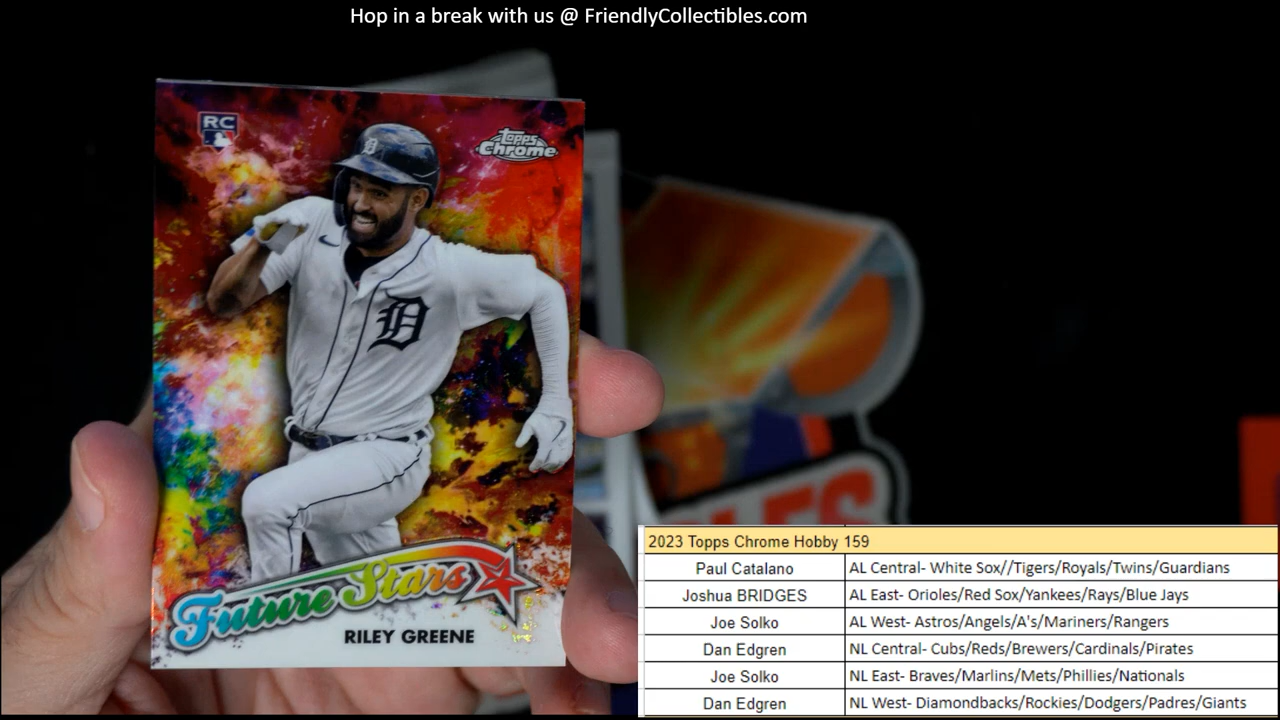 Hop in a break with us @ FriendlyCollectibles.com
RC
Topps
Chrome
D
D
Future Stars
RILEY GREENE
LES
2023 Topps Chrome Hobby 159
Paul Catalano AL Central- White Sox//Tigers/Royals/Twins/Guardians
Joshua BRIDGES AL East- Orioles/Red Sox/Yankees/Rays/Blue Jays
Joe Solko AL West- Astros/Angels/A's/Mariners/Rangers
Dan Edgren NL Central- Cubs/Reds/Brewers/Cardinals/Pirates
Joe Solko NL East- Braves/Marlins/Mets/Phillies/Nationals
Dan Edgren NL West- Diamondbacks/Rockies/Dodgers/Padres/Giants